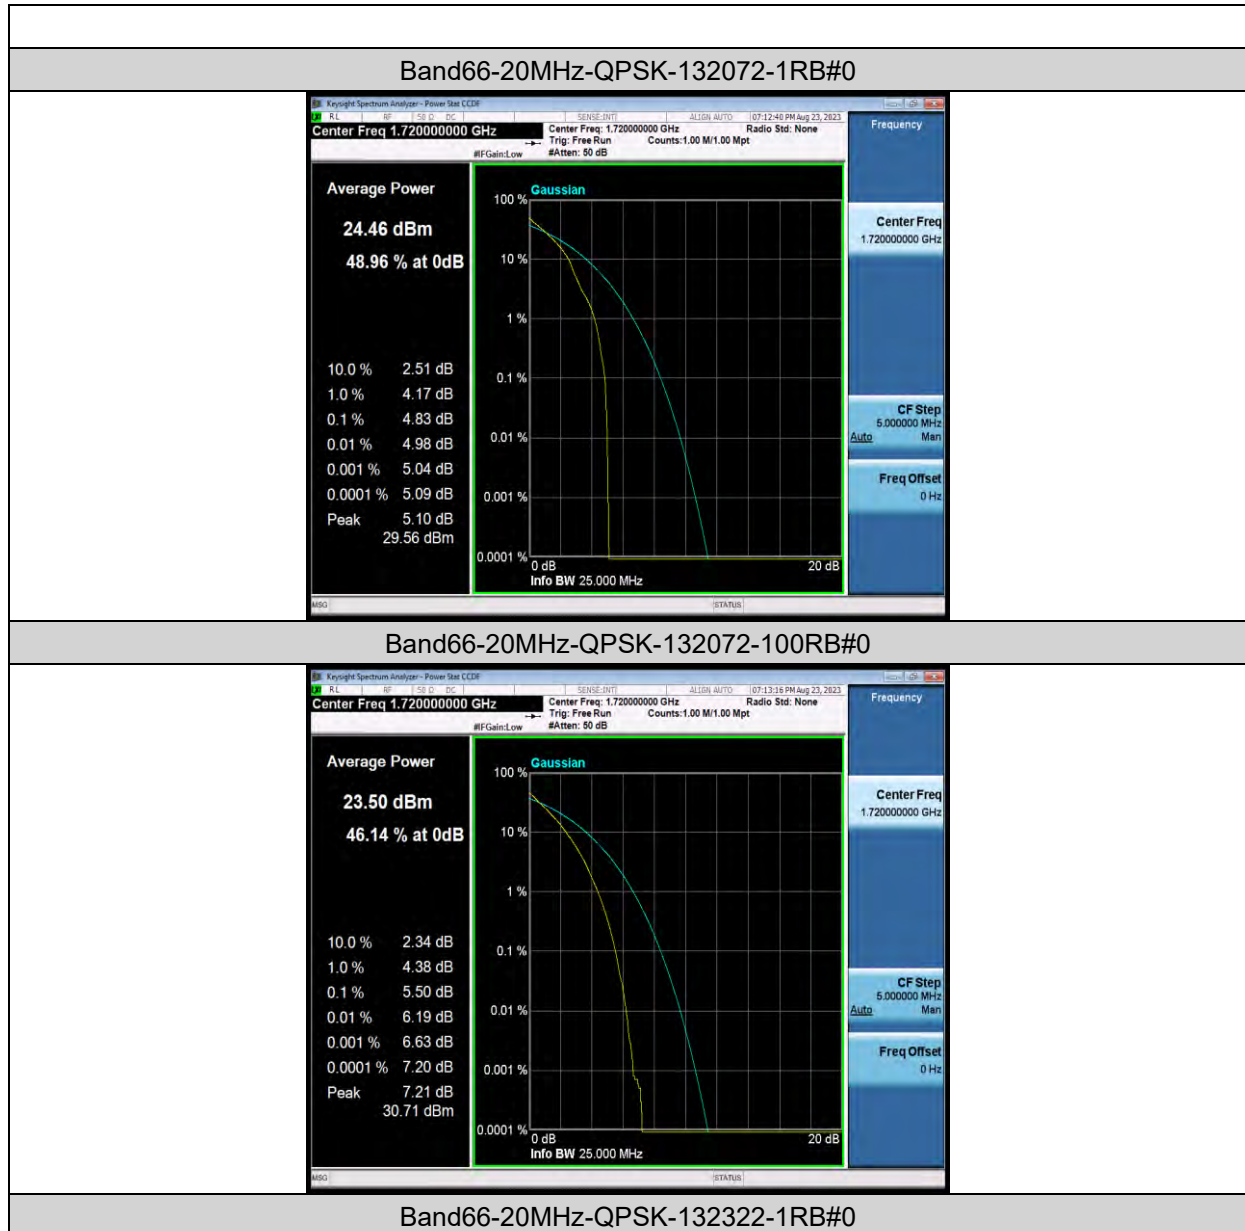 Band66-20MHz-QPSK-132072-1RB#0
Keysight Spectrum Analyzer - Power Stat CCDF
RL RF 50 Ω DC SENSE:INT ALIGN AUTO 07:12:40 PM Aug 23, 2023
Center Freq 1.720000000 GHz
Center Freq: 1.720000000 GHz Radio Std: None
Trig: Free Run Counts:1.00 M/1.00 Mpt
#IFGain:Low #Atten: 50 dB
Frequency
Average Power
24.46 dBm
48.96 % at 0dB
10.0 % 2.51 dB
1.0 % 4.17 dB
0.1 % 4.83 dB
0.01 % 4.98 dB
0.001 % 5.04 dB
0.0001 % 5.09 dB
Peak 5.10 dB
29.56 dBm
Gaussian
100 %
10 %
1 %
0.1 %
0.01 %
0.001 %
0.0001 %
0 dB 20 dB
Info BW 25.000 MHz
Center Freq
1.720000000 GHz
CF Step
5.000000 MHz
Auto Man
Freq Offset
0 Hz
MSG STATUS
Band66-20MHz-QPSK-132072-100RB#0
Keysight Spectrum Analyzer - Power Stat CCDF
RL RF 50 Ω DC SENSE:INT ALIGN AUTO 07:13:16 PM Aug 23, 2023
Center Freq 1.720000000 GHz
Center Freq: 1.720000000 GHz Radio Std: None
Trig: Free Run Counts:1.00 M/1.00 Mpt
#IFGain:Low #Atten: 50 dB
Frequency
Average Power
23.50 dBm
46.14 % at 0dB
10.0 % 2.34 dB
1.0 % 4.38 dB
0.1 % 5.50 dB
0.01 % 6.19 dB
0.001 % 6.63 dB
0.0001 % 7.20 dB
Peak 7.21 dB
30.71 dBm
Gaussian
100 %
10 %
1 %
0.1 %
0.01 %
0.001 %
0.0001 %
0 dB 20 dB
Info BW 25.000 MHz
Center Freq
1.720000000 GHz
CF Step
5.000000 MHz
Auto Man
Freq Offset
0 Hz
MSG STATUS
Band66-20MHz-QPSK-132322-1RB#0